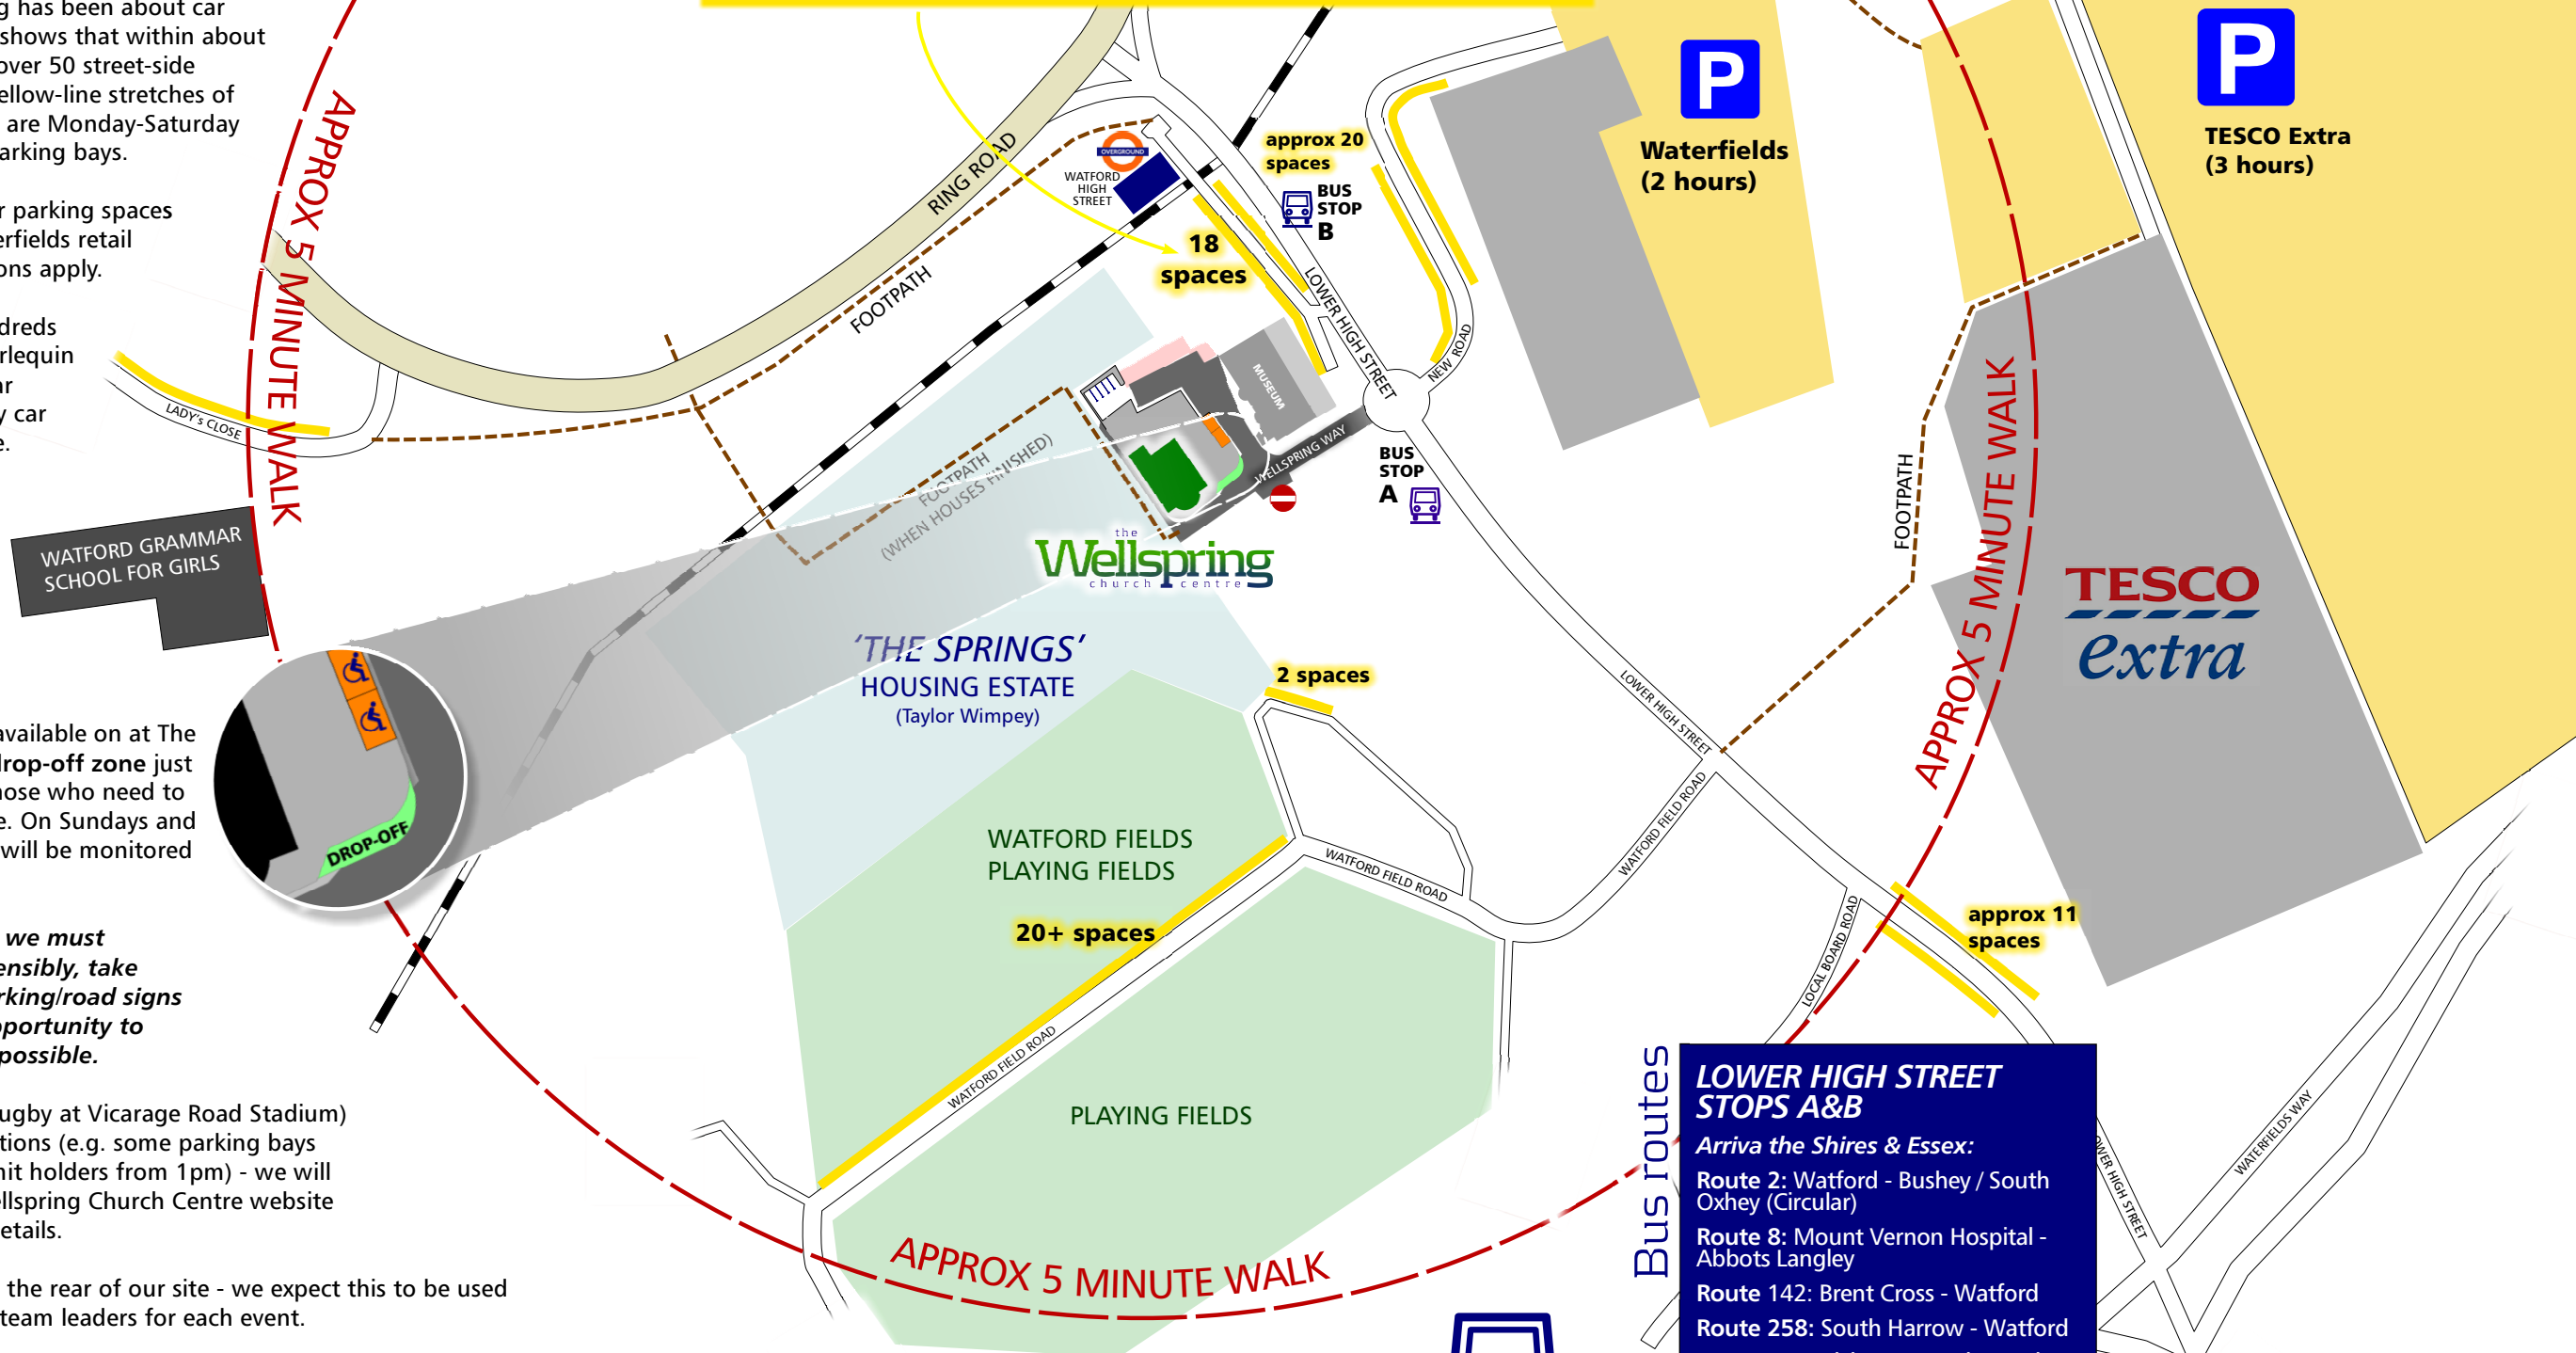 g has been about car
shows that within about
over 50 street-side
ellow-line stretches of
are Monday-Saturday
arking bays.
r parking spaces
erfields retail
ons apply.
dreds
rlequin
ar
y car
e.
available on at The
drop-off zone just
hose who need to
e. On Sundays and
will be monitored
we must
ensibly, take
rking/road signs
pportunity to
possible.
ugby at Vicarage Road Stadium)
tions (e.g. some parking bays
mit holders from 1pm) - we will
ellspring Church Centre website
etails.
the rear of our site - we expect this to be used
team leaders for each event.
APPROX 5 MINUTE WALK
LADY's CLOSE
WATFORD GRAMMAR
SCHOOL FOR GIRLS
DROP-OFF
RING ROAD
FOOTPATH
OVERGROUND
WATFORD
HIGH
STREET
18
spaces
approx 20
spaces
BUS
STOP
B
LOWER HIGH STREET
NEW ROAD
MUSEUM
WELLSPRING WAY
BUS
STOP
A
FOOTPATH
(WHEN HOUSES FINISHED)
the
Wellspring
church centre
'THE SPRINGS'
HOUSING ESTATE
(Taylor Wimpey)
2 spaces
WATFORD FIELDS
PLAYING FIELDS
20+ spaces
WATFORD FIELD ROAD
WATFORD FIELD ROAD
WATFORD FIELD ROAD
PLAYING FIELDS
APPROX 5 MINUTE WALK
P
Waterfields
(2 hours)
P
TESCO Extra
(3 hours)
FOOTPATH
APPROX 5 MINUTE WALK
TESCO
extra
LOWER HIGH STREET
LOCAL BOARD ROAD
approx 11
spaces
WATERFIELDS WAY
OWER HIGH STREET
Bus routes
LOWER HIGH STREET
STOPS A&B
Arriva the Shires & Essex:
Route 2: Watford - Bushey / South
Oxhey (Circular)
Route 8: Mount Vernon Hospital -
Abbots Langley
Route 142: Brent Cross - Watford
Route 258: South Harrow - Watford